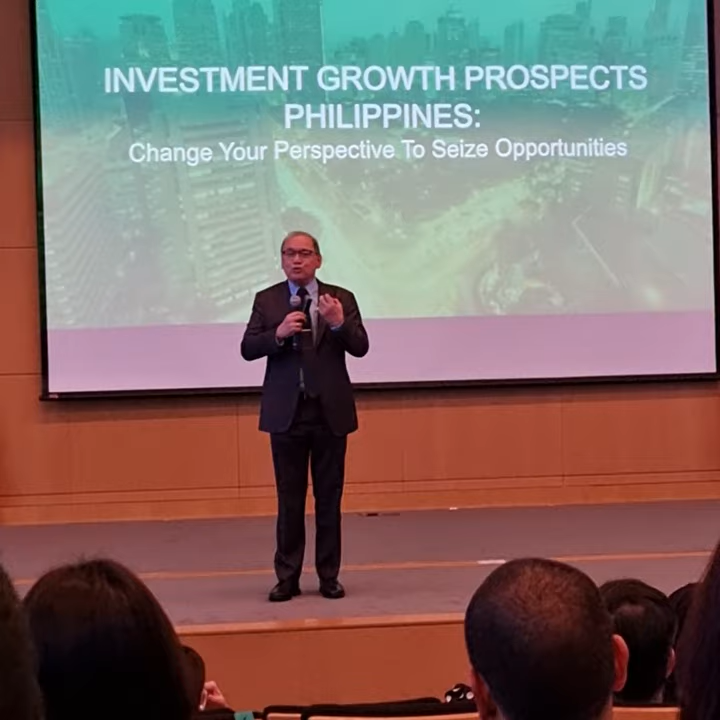 INVESTMENT GROWTH PROSPECTS
PHILIPPINES:
Change Your Perspective To Seize Opportunities